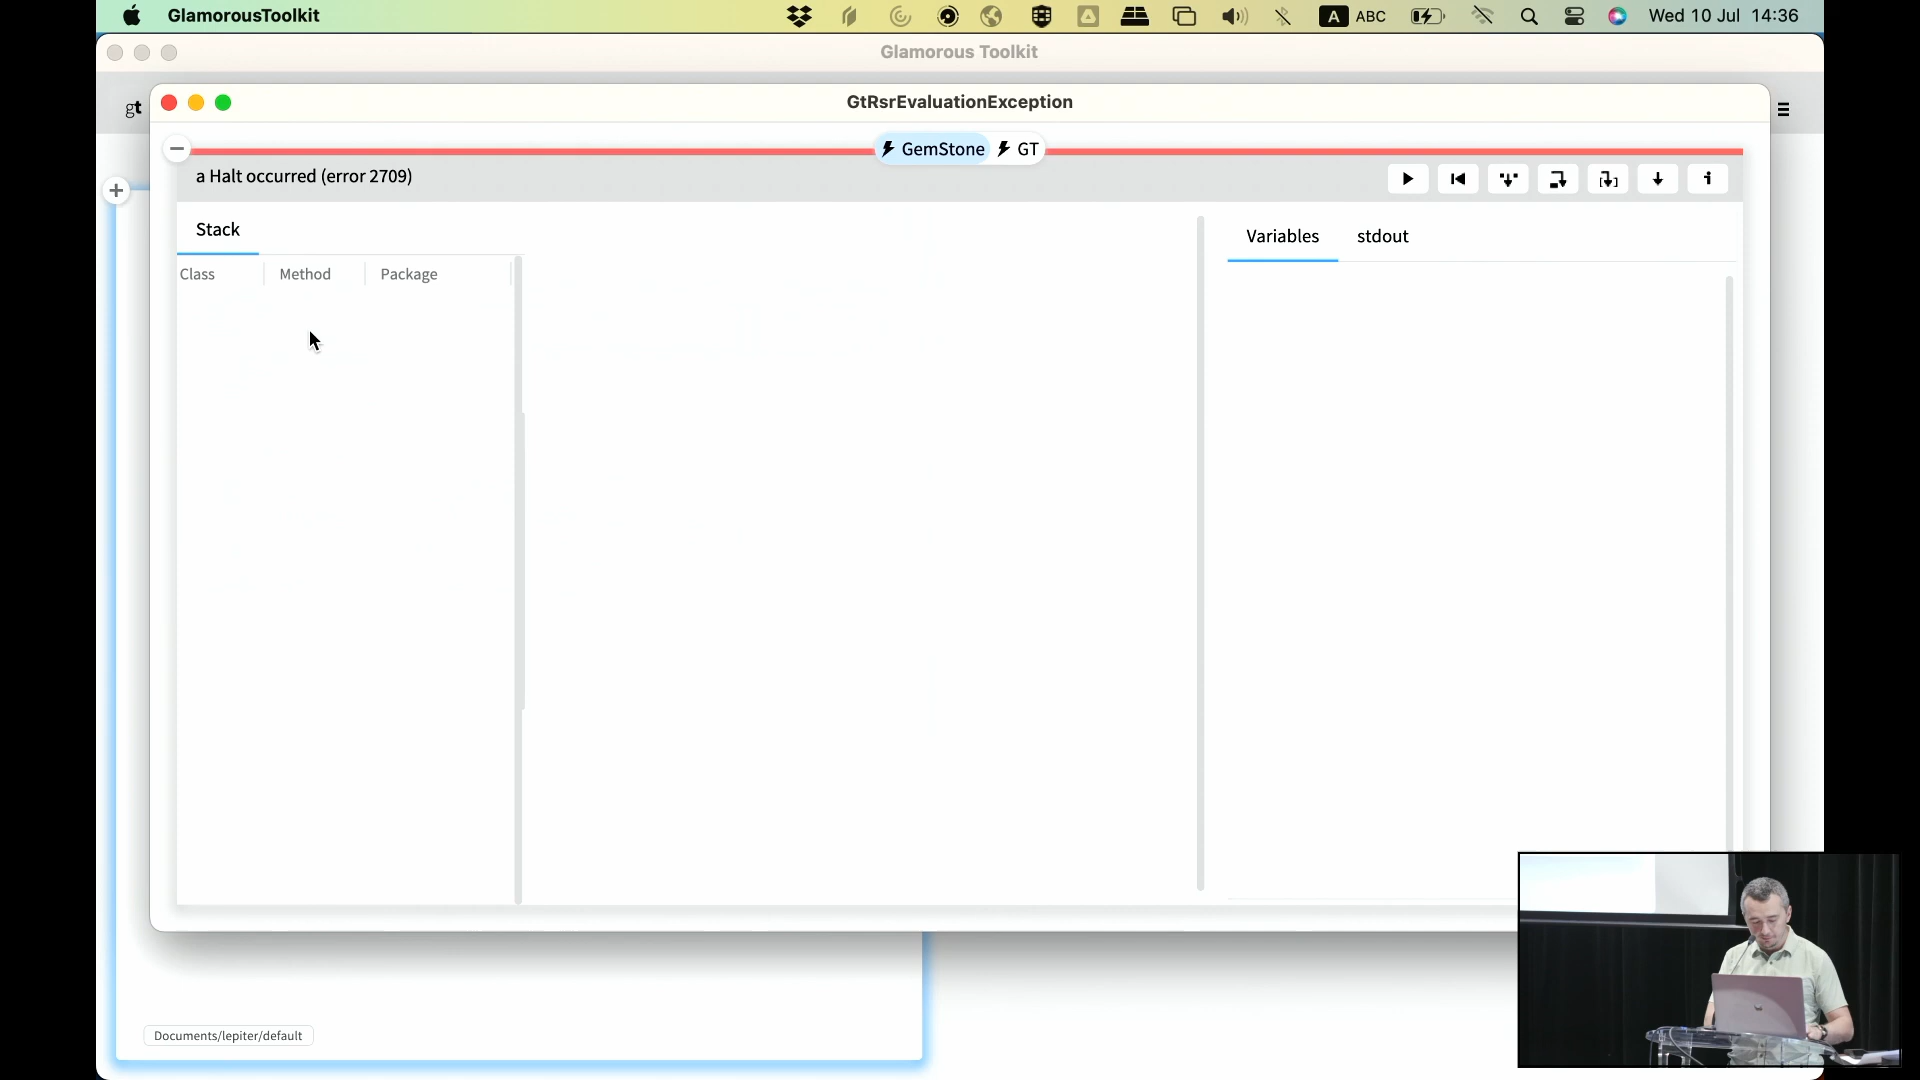 GlamorousToolkit
A
ABC
Wed 10 Jul 14:36
Glamorous Toolkit
gt
GtRsrEvaluationException
GemStone
GT
a Halt occurred (error 2709)
Stack
Variables
stdout
Class
Method
Package
Documents/lepiter/default